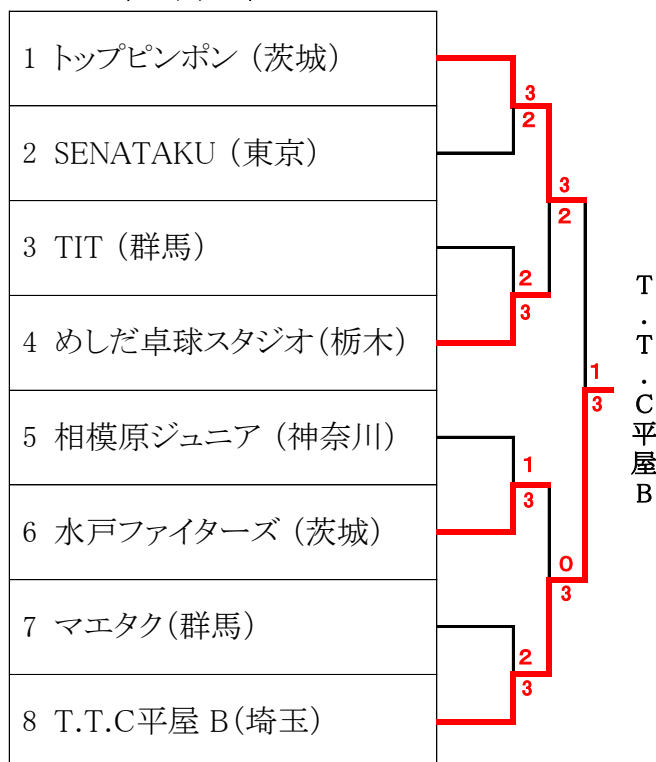 1 トップピンポン (茨城)
2 SENATAKU (東京)
3 TIT (群馬)
4 めしだ卓球スタジオ(栃木)
5 相模原ジュニア (神奈川)
6 水戸ファイターズ (茨城)
7 マエタク(群馬)
8 T.T.C平屋 B(埼玉)
3
2
2
3
1
3
2
3
3
2
0
3
1
3
T.T.C平屋B